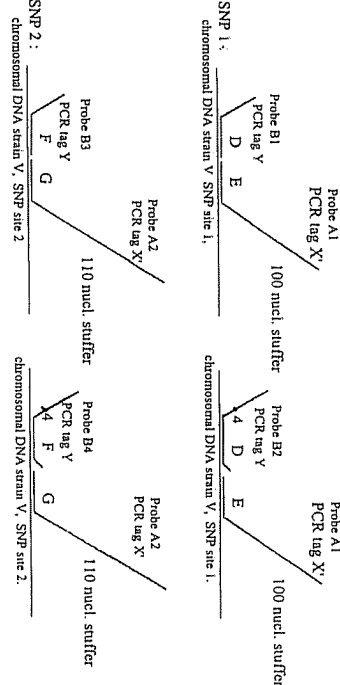 SNP 1 :
Probe A1
PCR tag X'
Probe B1
PCR tag Y
100 nucl. stuffer
D E
chromosomal DNA strain V, SNP site 1.
Probe A1
PCR tag X'
Probe B2
PCR tag Y
100 nucl. stuffer
4 D E
chromosomal DNA strain V, SNP site 1.
SNP 2 :
Probe A2
PCR tag X'
Probe B3
PCR tag Y
110 nucl. stuffer
F G
chromosomal DNA strain V, SNP site 2
Probe A2
PCR tag X'
Probe B4
PCR tag Y
110 nucl. stuffer
4 F G
chromosomal DNA strain V, SNP site 2.